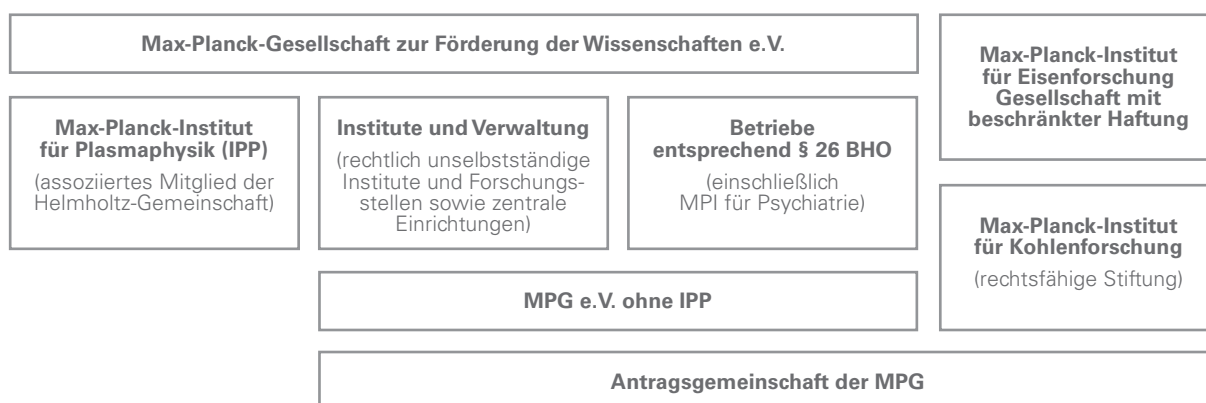 Max-Planck-Gesellschaft zur Förderung der Wissenschaften e.V.
Max-Planck-Institut
für Eisenforschung
Gesellschaft mit
beschränkter Haftung
Max-Planck-Institut
für Plasmaphysik (IPP)
(assoziiertes Mitglied der
Helmholtz-Gemeinschaft)
Institute und Verwaltung
(rechtlich unselbstständige
Institute und Forschungs-
stellen sowie zentrale
Einrichtungen)
Betriebe
entsprechend § 26 BHO
(einschließlich
MPI für Psychiatrie)
Max-Planck-Institut
für Kohlenforschung
(rechtsfähige Stiftung)
MPG e.V. ohne IPP
Antragsgemeinschaft der MPG